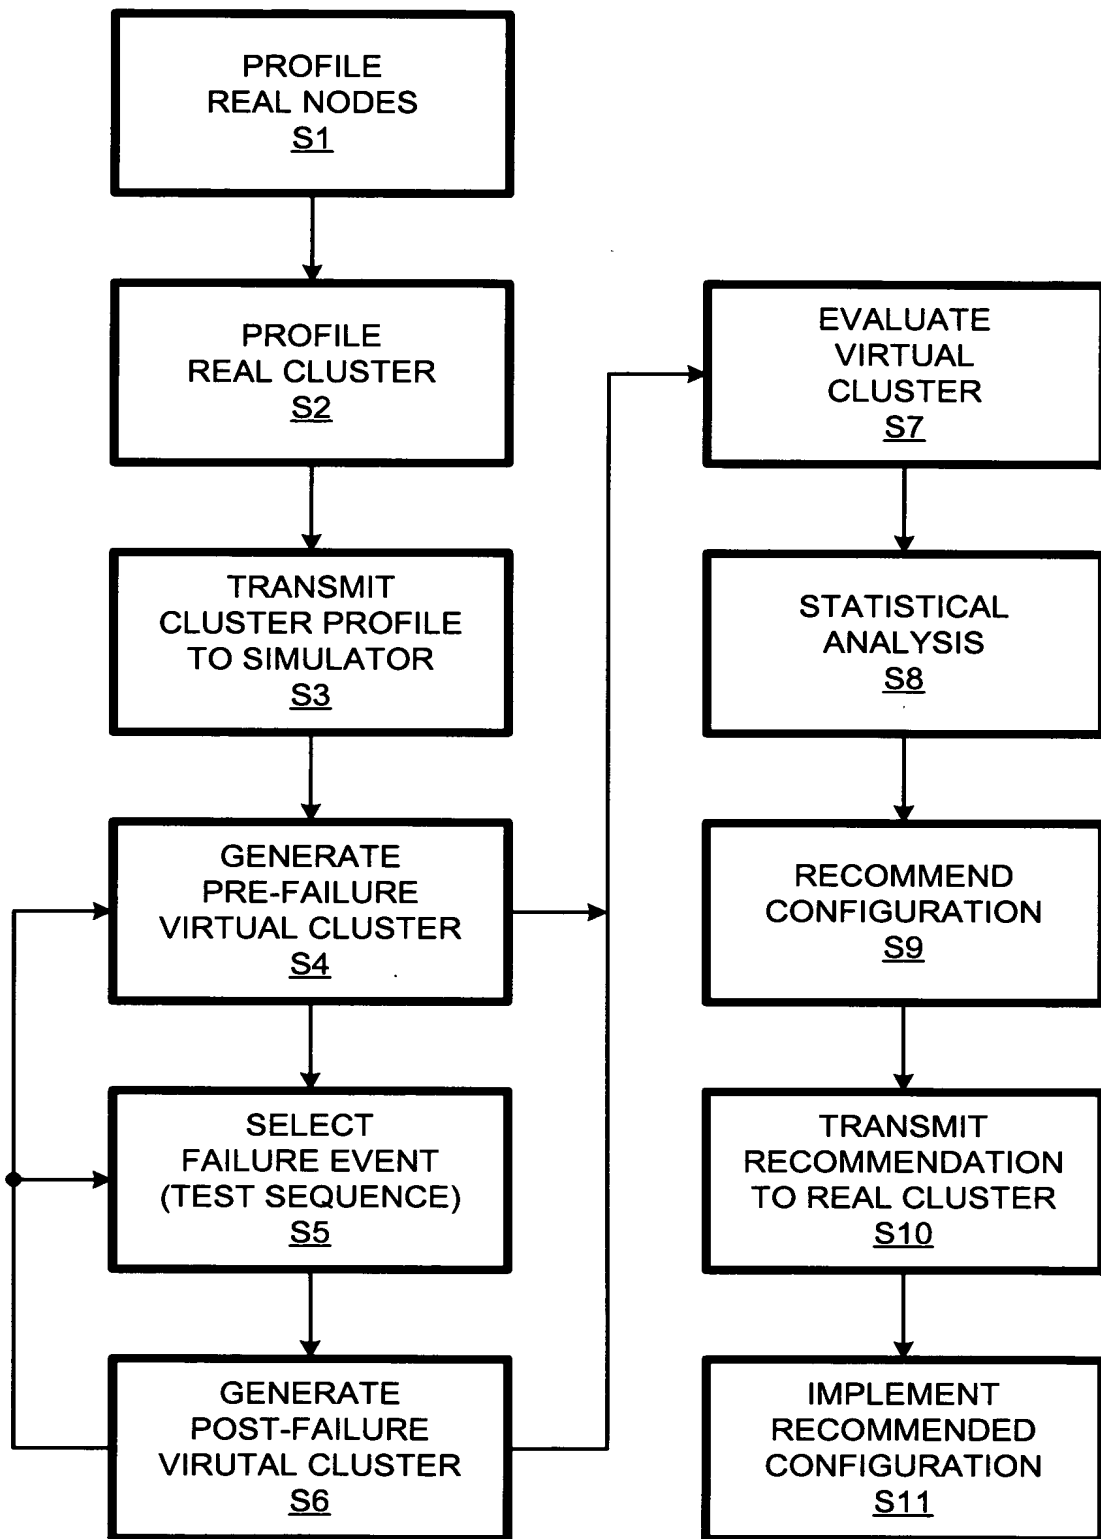 PROFILE
REAL NODES
S1
PROFILE
REAL CLUSTER
S2
TRANSMIT
CLUSTER PROFILE
TO SIMULATOR
S3
GENERATE
PRE-FAILURE
VIRTUAL CLUSTER
S4
SELECT
FAILURE EVENT
(TEST SEQUENCE)
S5
GENERATE
POST-FAILURE
VIRUTAL CLUSTER
S6
EVALUATE
VIRTUAL
CLUSTER
S7
STATISTICAL
ANALYSIS
S8
RECOMMEND
CONFIGURATION
S9
TRANSMIT
RECOMMENDATION
TO REAL CLUSTER
S10
IMPLEMENT
RECOMMENDED
CONFIGURATION
S11